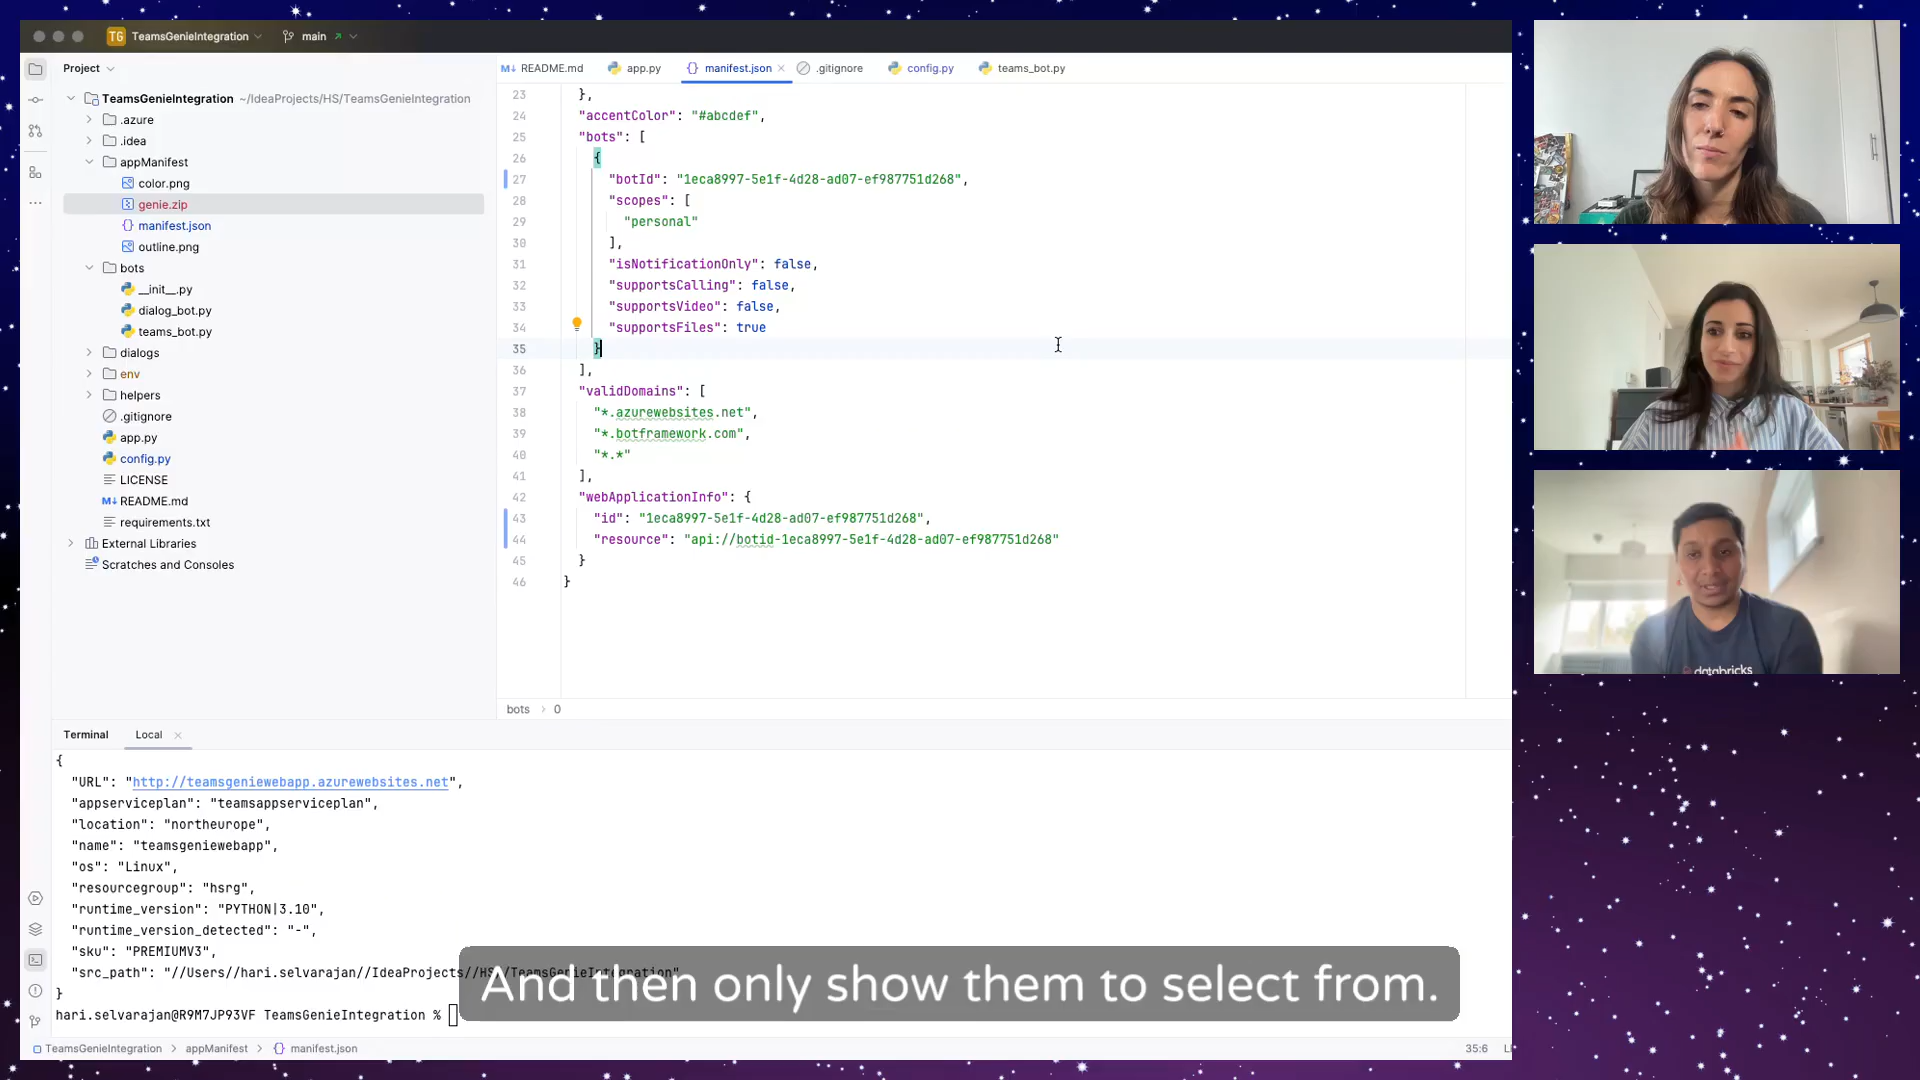 TG TeamsGenieIntegration main
Project
TeamsGenieIntegration ~/IdeaProjects/HS/TeamsGenieIntegration
.azure
.idea
appManifest
color.png
genie.zip
manifest.json
outline.png
bots
__init__.py
dialog_bot.py
teams_bot.py
dialogs
env
helpers
.gitignore
app.py
config.py
LICENSE
M↓ README.md
requirements.txt
External Libraries
Scratches and Consoles
M↓ README.md app.py {} manifest.json .gitignore config.py teams_bot.py
23 },
24 "accentColor": "#abcdef",
25 "bots": [
26 {
27 "botId": "1eca8997-5e1f-4d28-ad07-ef987751d268",
28 "scopes": [
29 "personal"
30 ],
31 "isNotificationOnly": false,
32 "supportsCalling": false,
33 "supportsVideo": false,
34 "supportsFiles": true
35 }
36 ],
37 "validDomains": [
38 "*.azurewebsites.net",
39 "*.botframework.com",
40 "*.*"
41 ],
42 "webApplicationInfo": {
43 "id": "1eca8997-5e1f-4d28-ad07-ef987751d268",
44 "resource": "api://botid-1eca8997-5e1f-4d28-ad07-ef987751d268"
45 }
46 }
bots > 0
Terminal Local
{
"URL": "http://teamsgeniewebapp.azurewebsites.net",
"appserviceplan": "teamsappserviceplan",
"location": "northeurope",
"name": "teamsgeniewebapp",
"os": "Linux",
"resourcegroup": "hsrg",
"runtime_version": "PYTHON|3.10",
"runtime_version_detected": "-",
"sku": "PREMIUMV3",
"src_path": "//Users//hari.selvarajan//IdeaProjects//HS//TeamsGenieIntegration"
}
hari.selvarajan@R9M7JP93VF TeamsGenieIntegration %
And then only show them to select from.
TeamsGenieIntegration > appManifest > {} manifest.json
35:6
databricks